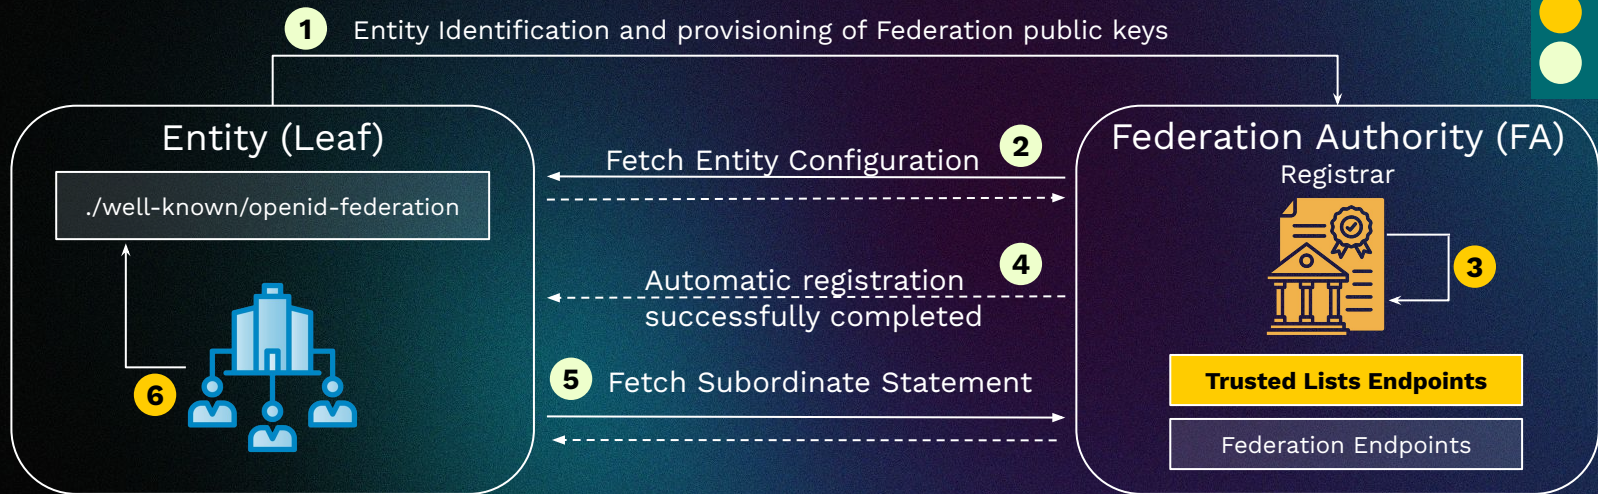 1 Entity Identification and provisioning of Federation public keys
Entity (Leaf)
./well-known/openid-federation
6
Fetch Entity Configuration 2
Automatic registration 4
successfully completed
5 Fetch Subordinate Statement
Federation Authority (FA)
Registrar
3
Trusted Lists Endpoints
Federation Endpoints